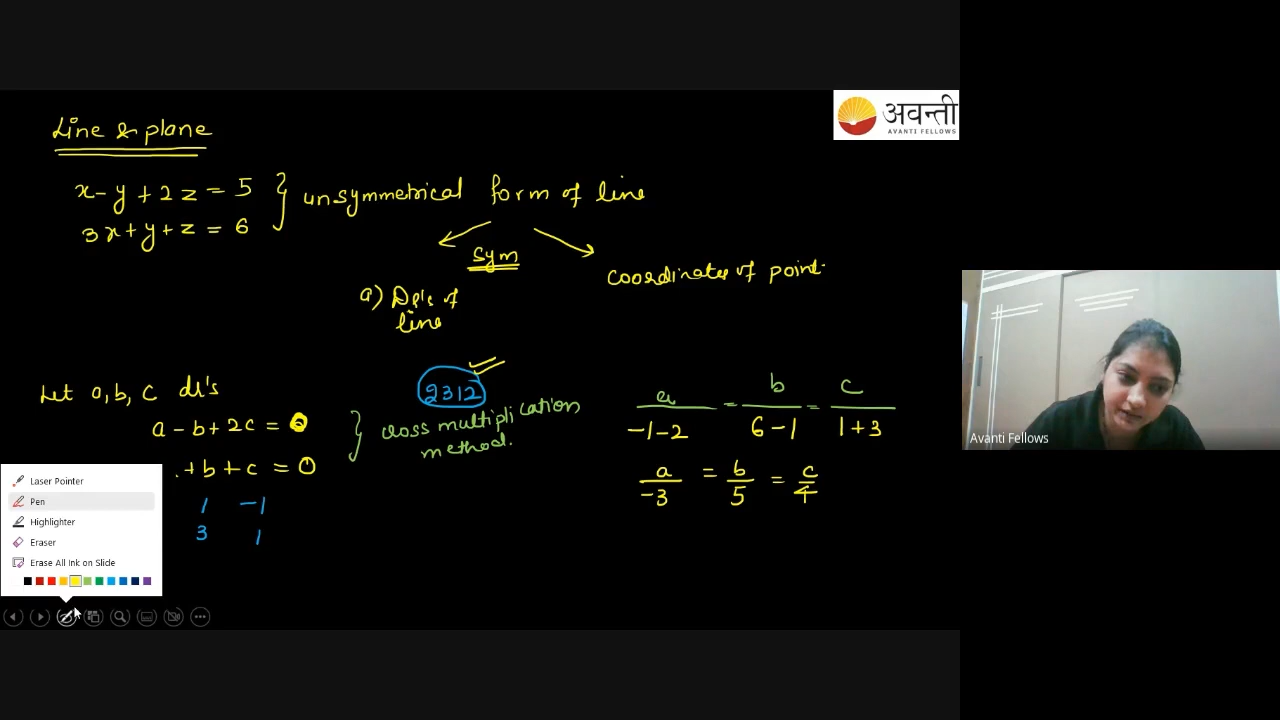 Line & plane
अवन्ती
AVANTI FELLOWS
x-y+2z=5 } unsymmetrical form of line
3x+y+z=6
Sym
a) DR's of line
coordinates of point
Let a, b, c dr's
a-b+2c=0
+b+c=0
1 -1
3 1
2312
cross multiplication method.
a/-1-2 = b/6-1 = c/1+3
a/-3 = b/5 = c/4
Avanti Fellows
Laser Pointer
Pen
Highlighter
Eraser
Erase All Ink on Slide